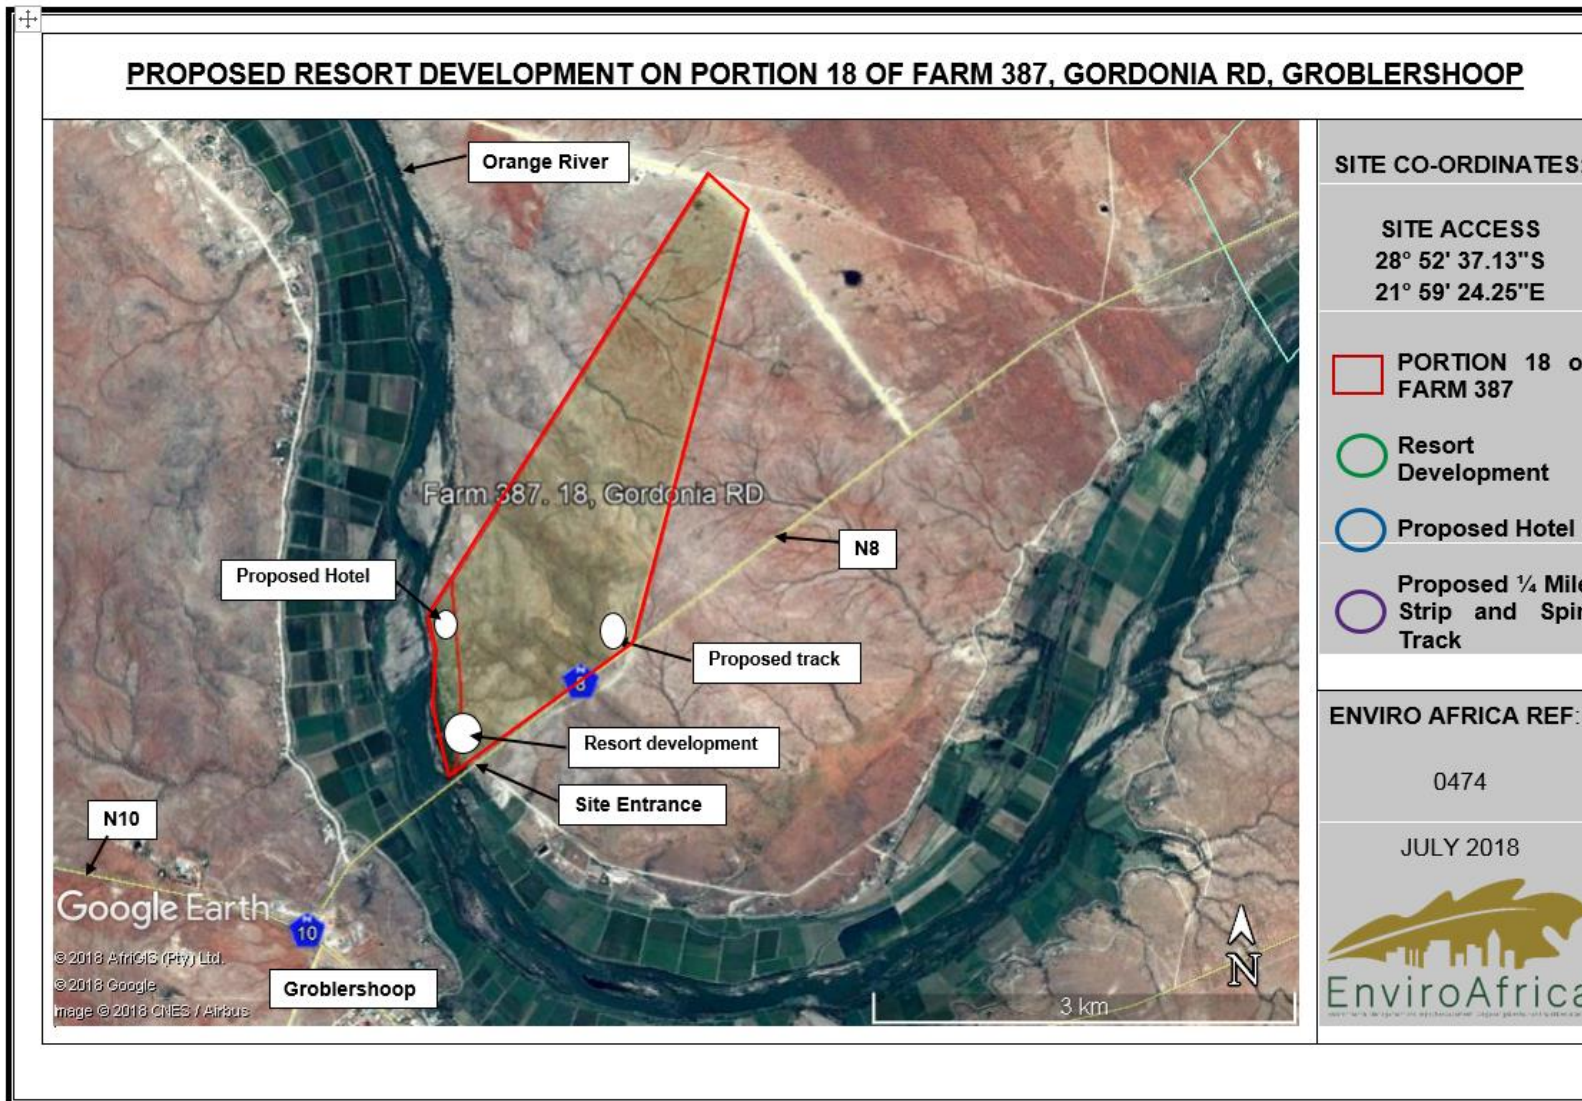 PROPOSED RESORT DEVELOPMENT ON PORTION 18 OF FARM 387, GORDONIA RD, GROBLERSHOOP
Orange River
Farm 387. 18, Gordonia RD
N8
Proposed Hotel
Proposed track
N
8
Resort development
Site Entrance
N10
N
10
Groblershoop
Google Earth
© 2018 AfriGIS (Pty) Ltd.
© 2018 Google
Image © 2018 CNES / Airbus
N
3 km
SITE CO-ORDINATES:
SITE ACCESS
28° 52' 37.13"S
21° 59' 24.25"E
PORTION 18 o
FARM 387
Resort
Development
Proposed Hotel
Proposed ¼ Mile
Strip and Spin
Track
ENVIRO AFRICA REF:
0474
JULY 2018
EnviroAfrica